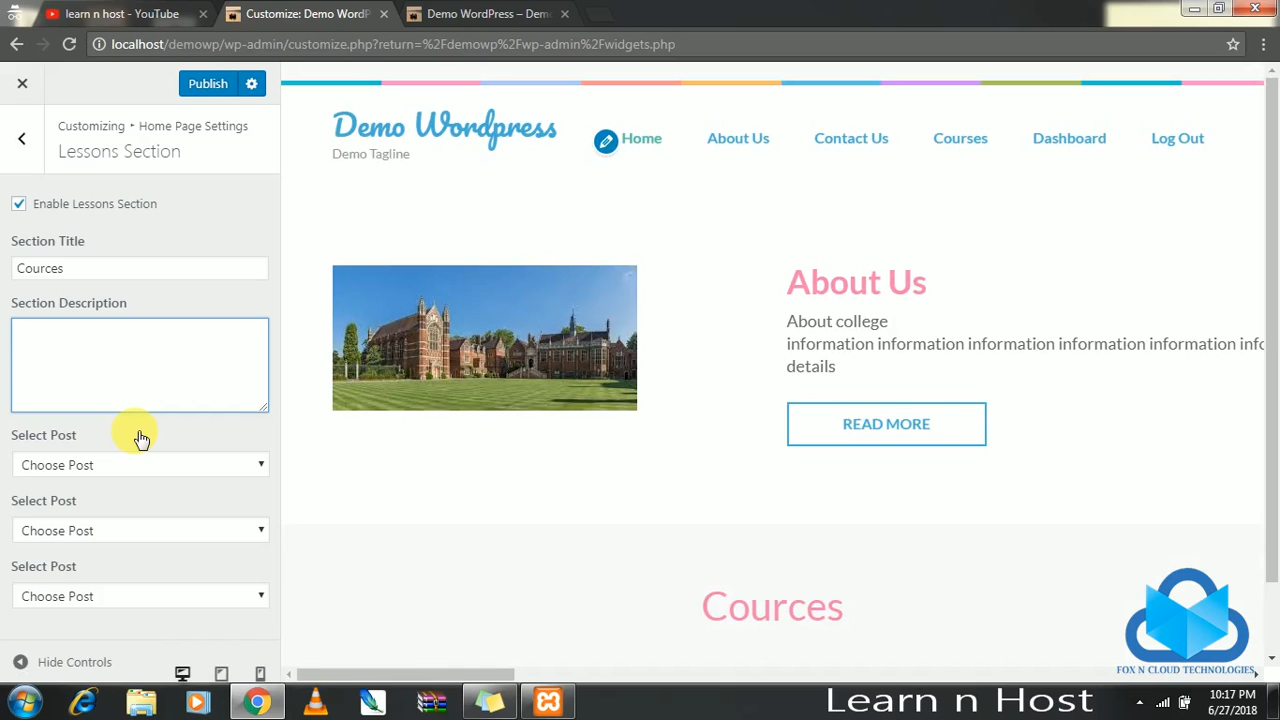 learn n host - YouTube
Customize: Demo WordP
Demo WordPress – Demo
localhost/demowp/wp-admin/customize.php?return=%2Fdemowp%2Fwp-admin%2Fwidgets.php
Publish
Customizing ▸ Home Page Settings
Lessons Section
Enable Lessons Section
Section Title
Cources
Section Description
Select Post
Choose Post
Select Post
Choose Post
Select Post
Choose Post
Hide Controls
Demo Wordpress
Demo Tagline
Home
About Us
Contact Us
Courses
Dashboard
Log Out
About Us
About college
information information information information information info
details
READ MORE
Cources
FOX N CLOUD TECHNOLOGIES
Learn n Host
10:17 PM
6/27/2018